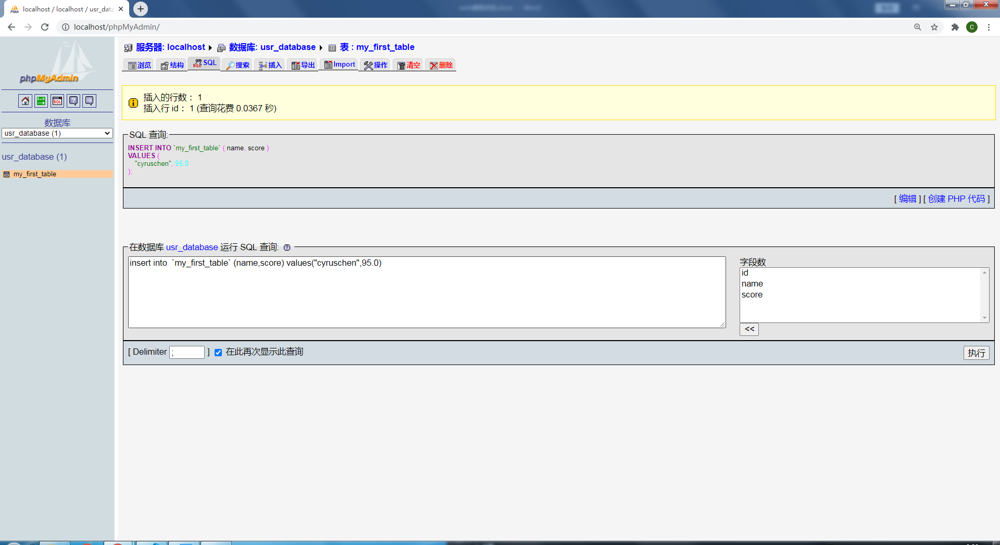 localhost / localhost / usr_data
localhost/phpMyAdmin/
C
phpMyAdmin
服务器: localhost 数据库: usr_database 表 : my_first_table
浏览 结构 SQL 搜索 插入 导出 Import 操作 清空 删除
插入的行数： 1
插入行 id： 1 (查询花费 0.0367 秒)
数据库
usr_database (1)
usr_database (1)
my_first_table
SQL 查询:
INSERT INTO `my_first_table` ( name, score )
VALUES (
"cyruschen", 95.0
);
[ 编辑 ] [ 创建 PHP 代码 ]
在数据库 usr_database 运行 SQL 查询:
insert into  `my_first_table` (name,score) values("cyruschen",95.0)
字段数
id
name
score
<<
[ Delimiter ; ] 在此再次显示此查询
执行